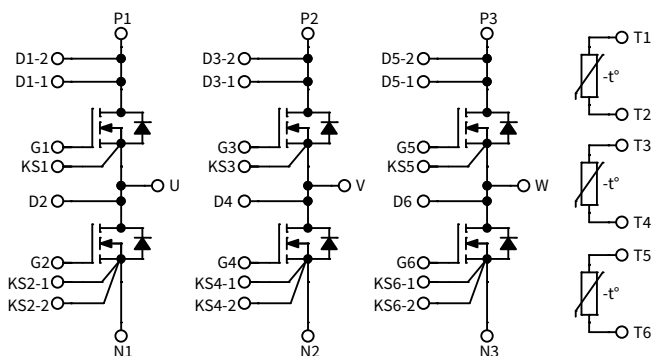 P1 P2 P3
T1
D1-2 D3-2 D5-2
-t°
D1-1 D3-1 D5-1
T2
G1 G3 G5
T3
KS1 KS3 KS5
U V W
-t°
D2 D4 D6
T4
T5
G2 G4 G6
KS2-1 KS4-1 KS6-1
-t°
KS2-2 KS4-2 KS6-2
T6
N1 N2 N3